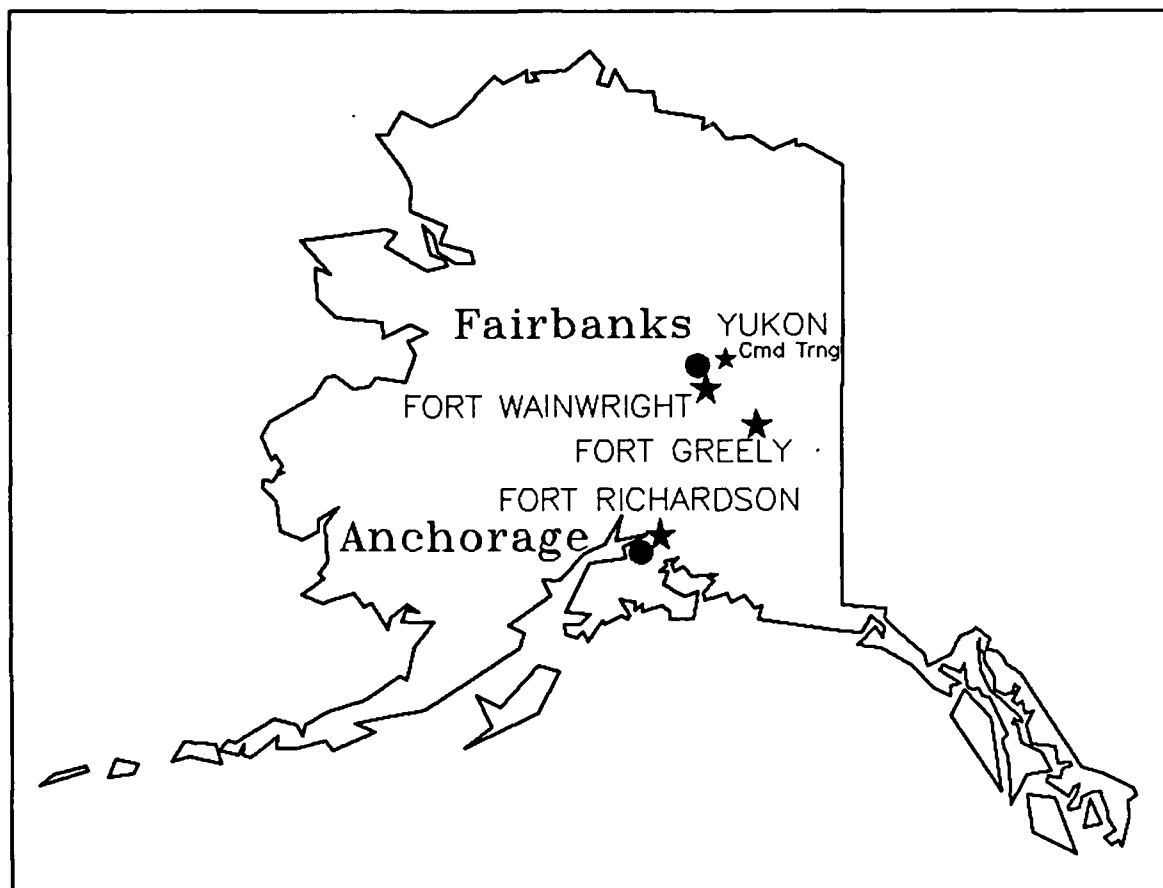 Fairbanks YUKON
Cmd Trng
FORT WAINWRIGHT
FORT GREELY
FORT RICHARDSON
Anchorage